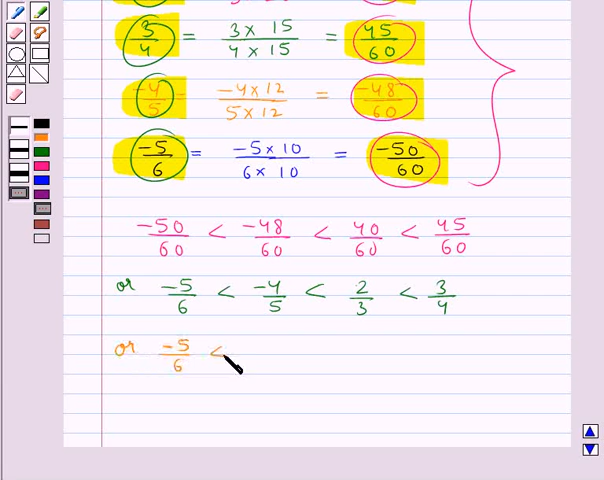 3/4 = 3 × 15 / 4 × 15 = 45/60
-4/5 = -4 × 12 / 5 × 12 = -48/60
-5/6 = -5 × 10 / 6 × 10 = -50/60
-50/60 < -48/60 < 40/60 < 45/60
or -5/6 < -4/5 < 2/3 < 3/4
or -5/6 <